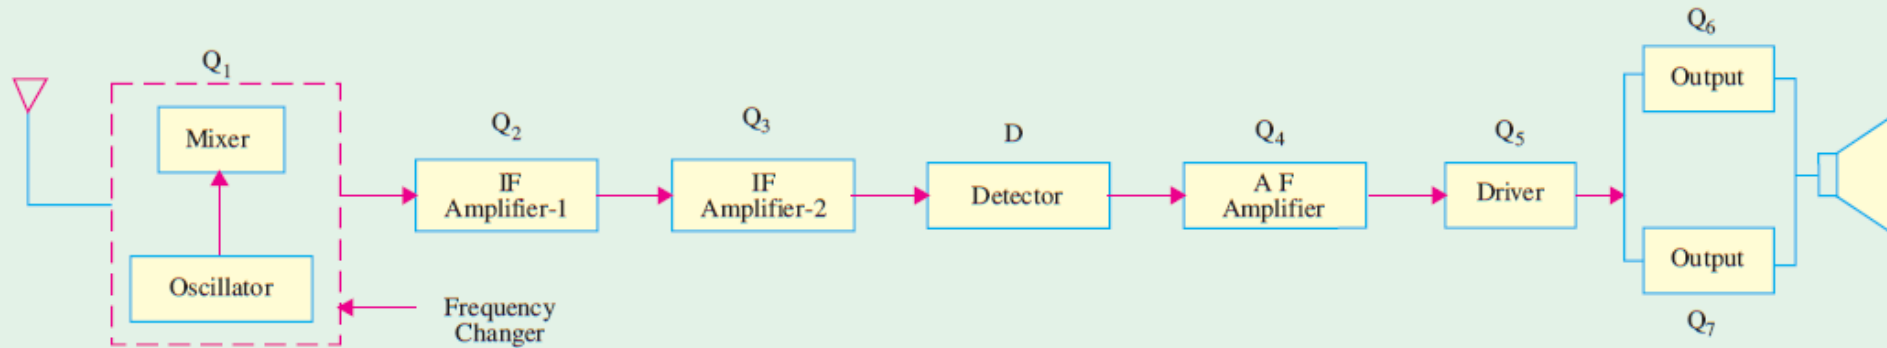 Q1
Mixer
Oscillator
Frequency
Changer
Q2
IF
Amplifier-1
Q3
IF
Amplifier-2
D
Detector
Q4
A F
Amplifier
Q5
Driver
Q6
Output
Output
Q7